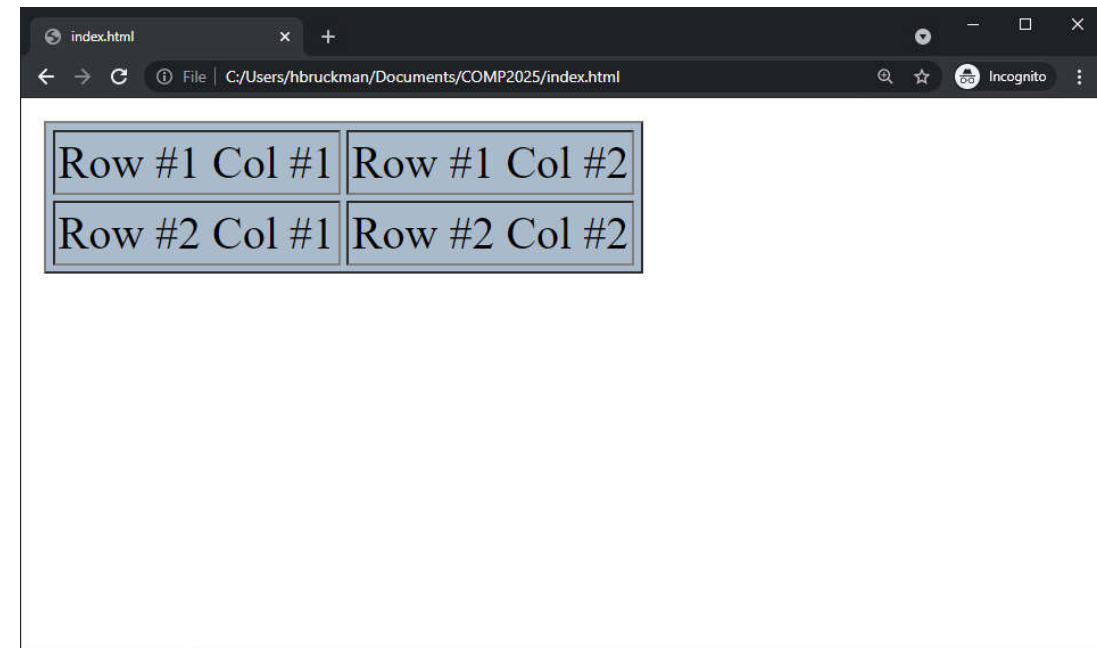 index.html
File C:/Users/hbruckman/Documents/COMP2025/index.html Incognito
Row #1 Col #1 Row #1 Col #2
Row #2 Col #1 Row #2 Col #2